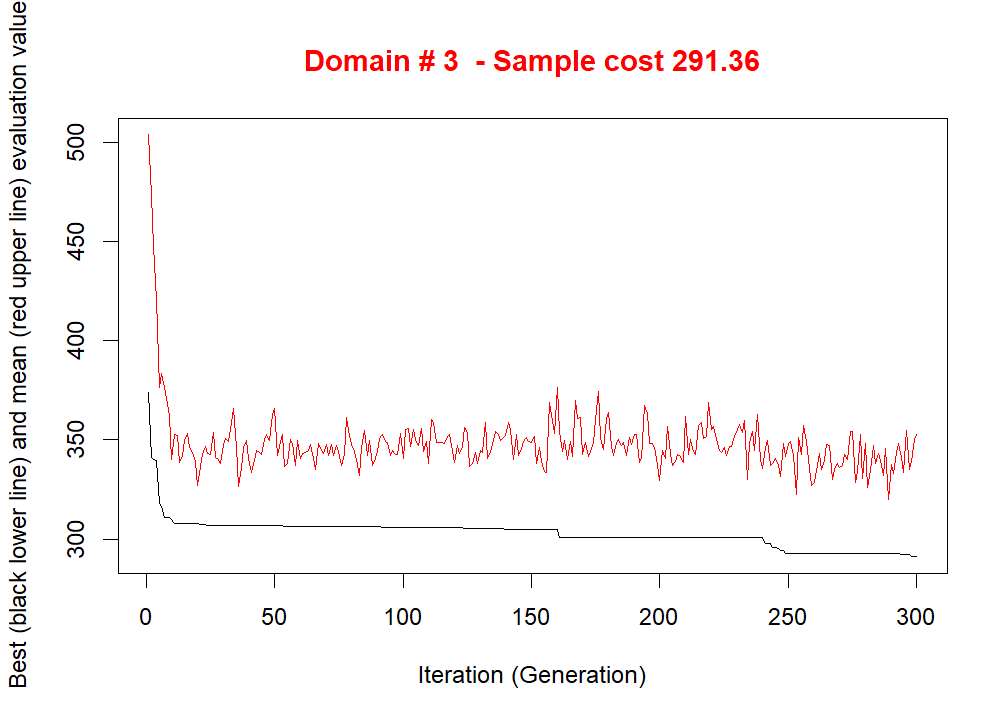 Domain # 3  - Sample cost 291.36
Best (black lower line) and mean (red upper line) evaluation value
500
450
400
350
300
0 50 100 150 200 250 300
Iteration (Generation)